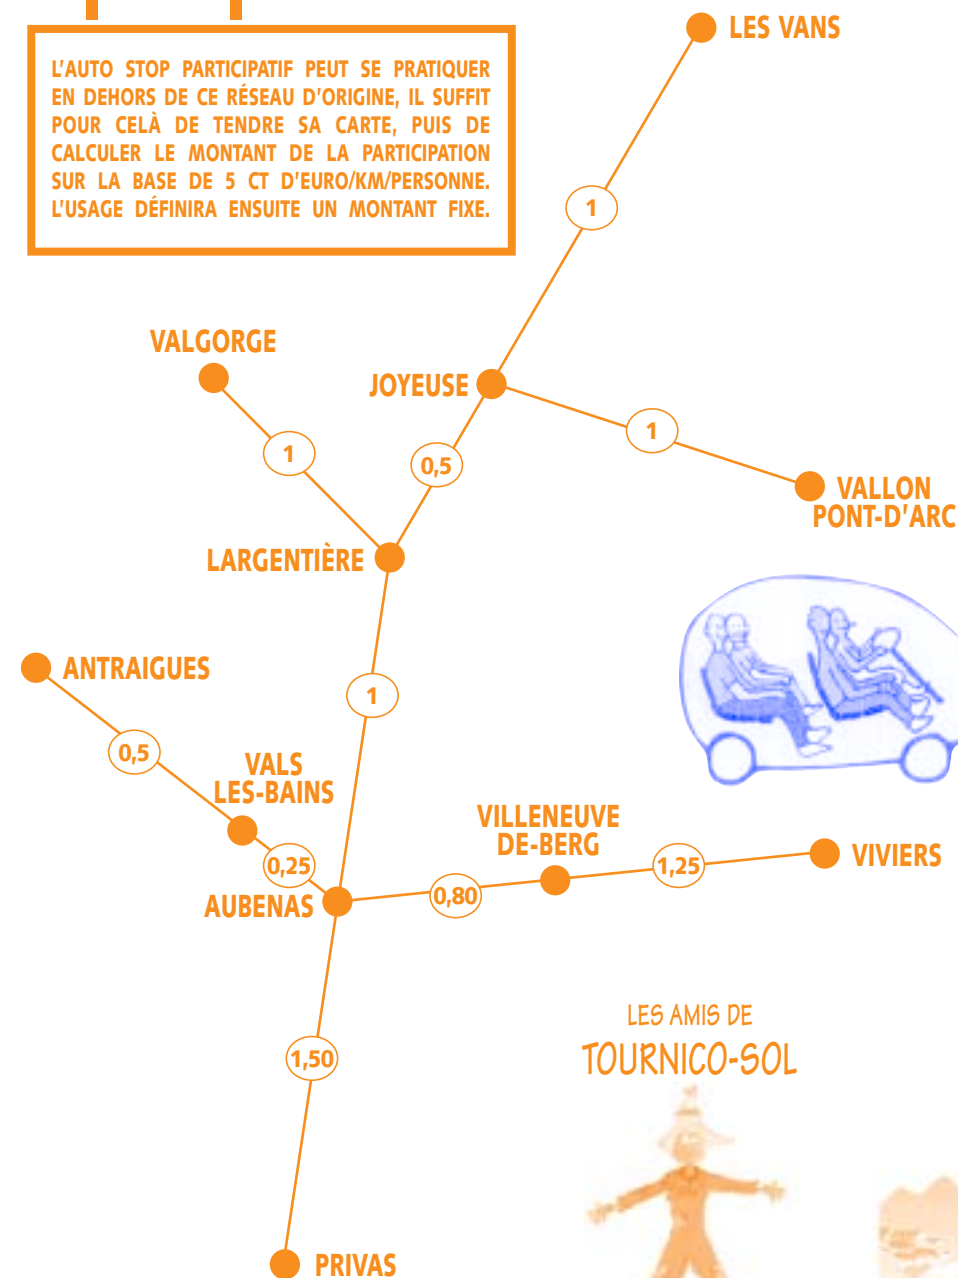 L'AUTO STOP PARTICIPATIF PEUT SE PRATIQUER
EN DEHORS DE CE RÉSEAU D'ORIGINE, IL SUFFIT
POUR CELÀ DE TENDRE SA CARTE, PUIS DE
CALCULER LE MONTANT DE LA PARTICIPATION
SUR LA BASE DE 5 CT D'EURO/KM/PERSONNE.
L'USAGE DÉFINIRA ENSUITE UN MONTANT FIXE.
LES VANS
1
VALGORGE
JOYEUSE
1
0,5
1
VALLON
PONT-D'ARC
LARGENTIÈRE
ANTRAIGUES
1
0,5
VALS
LES-BAINS
VILLENEUVE
DE-BERG
VIVIERS
0,25
1,25
0,80
AUBENAS
LES AMIS DE
TOURNICO-SOL
1,50
PRIVAS